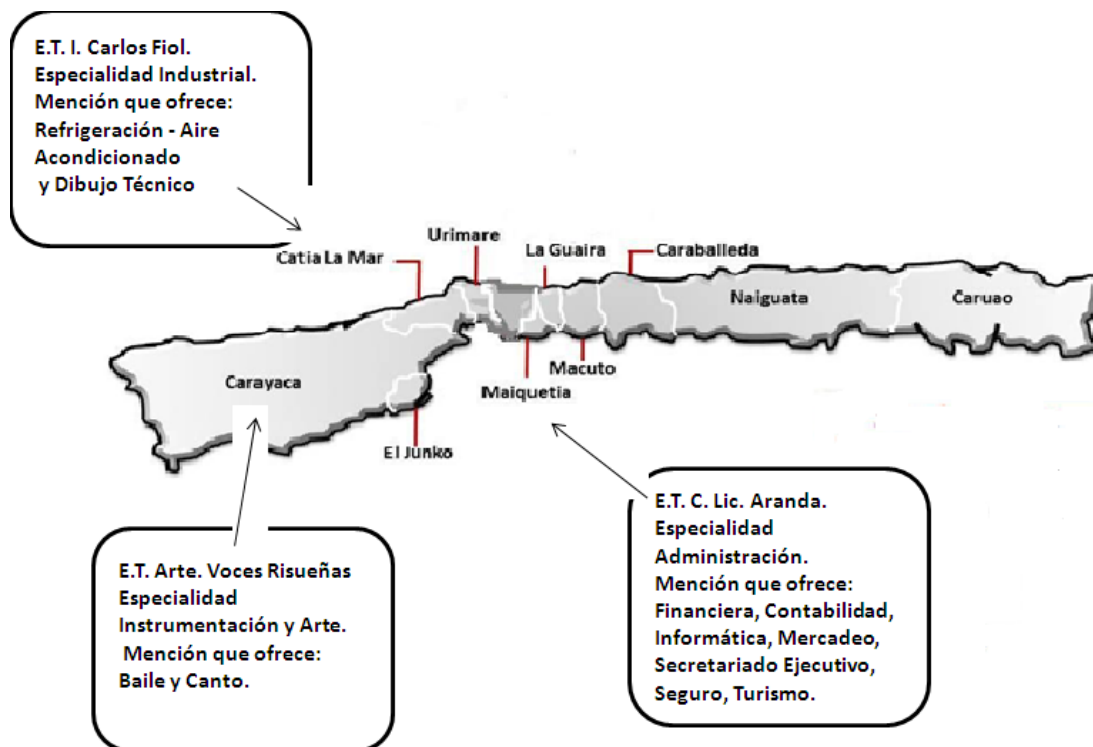 E.T. I. Carlos Fiol.
Especialidad Industrial.
Mención que ofrece:
Refrigeración - Aire
Acondicionado
y Dibujo Técnico
Urimare
La Guaira
Caraballeda
Catia La Mar
Naiguata
Caruao
Carayaca
Macuto
Maiquetia
El Junko
E.T. Arte. Voces Risueñas
Especialidad
Instrumentación y Arte.
Mención que ofrece:
Baile y Canto.
E.T. C. Lic. Aranda.
Especialidad
Administración.
Mención que ofrece:
Financiera, Contabilidad,
Informática, Mercadeo,
Secretariado Ejecutivo,
Seguro, Turismo.